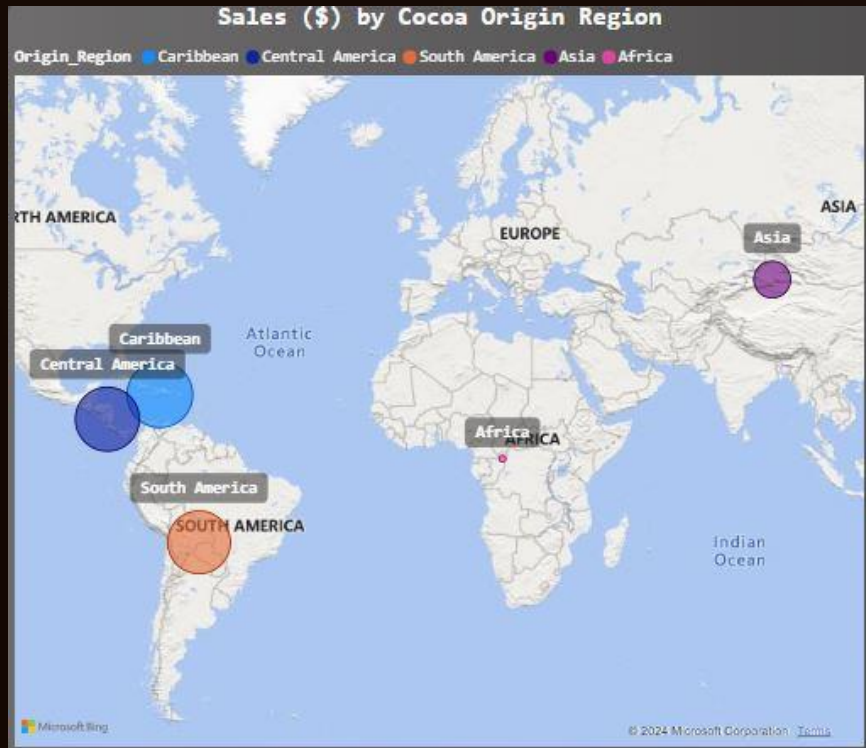 Sales ($) by Cocoa Origin Region
Origin_Region Caribbean Central America South America Asia Africa
RTH AMERICA
ASIA
EUROPE
Asia
Atlantic
Ocean
Caribbean
Central America
Africa
AFRICA
South America
SOUTH AMERICA
Indian
Ocean
Microsoft Bing
© 2024 Microsoft Corporation Terms